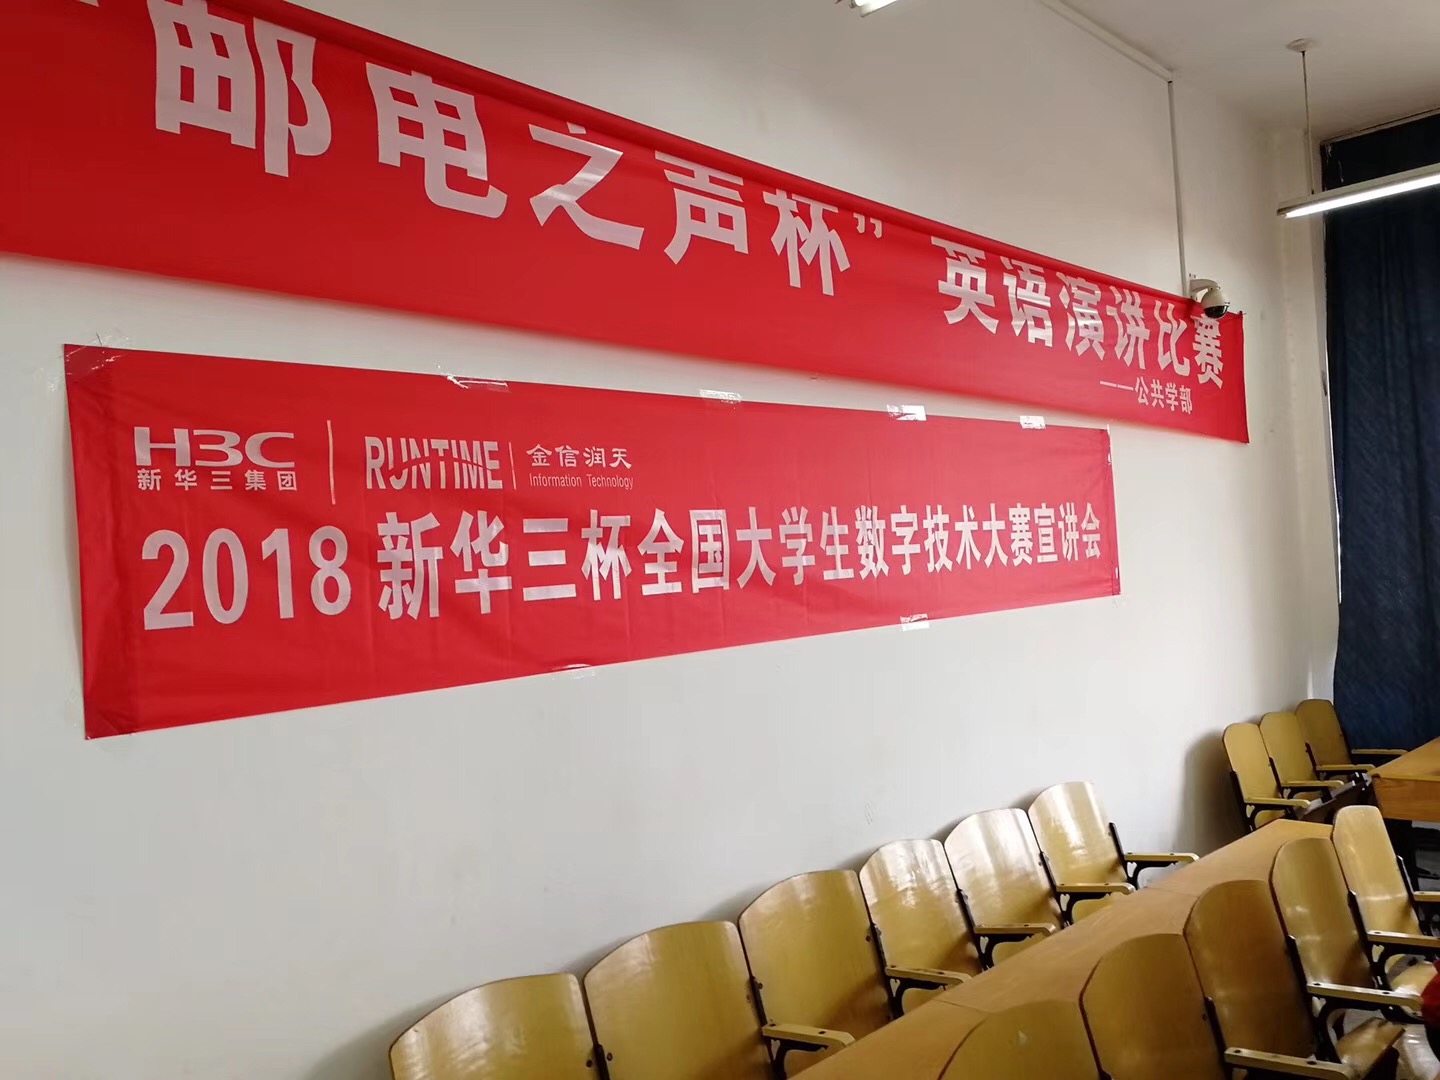 “邮电之声杯”英语演讲比赛
——公共学部
H3C
新华三集团
RUNTIME
金信润天
Information Technology
2018 新华三杯全国大学生数字技术大赛宣讲会